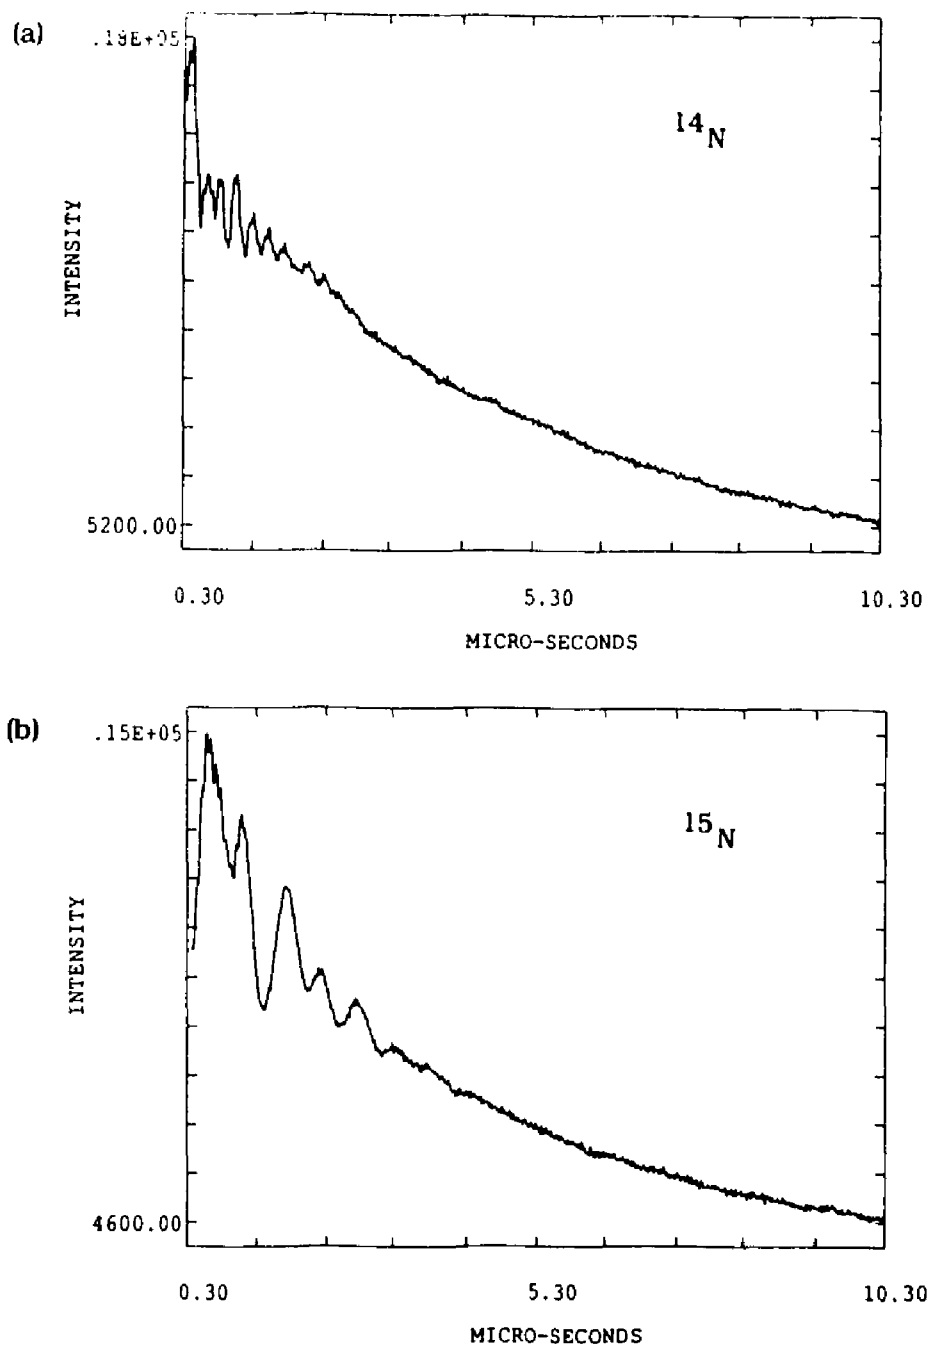 (a)
.18E+05
14N
INTENSITY
5200.00
0.30 5.30 10.30
MICRO-SECONDS
(b)
.15E+05
15N
INTENSITY
4600.00
0.30 5.30 10.30
MICRO-SECONDS